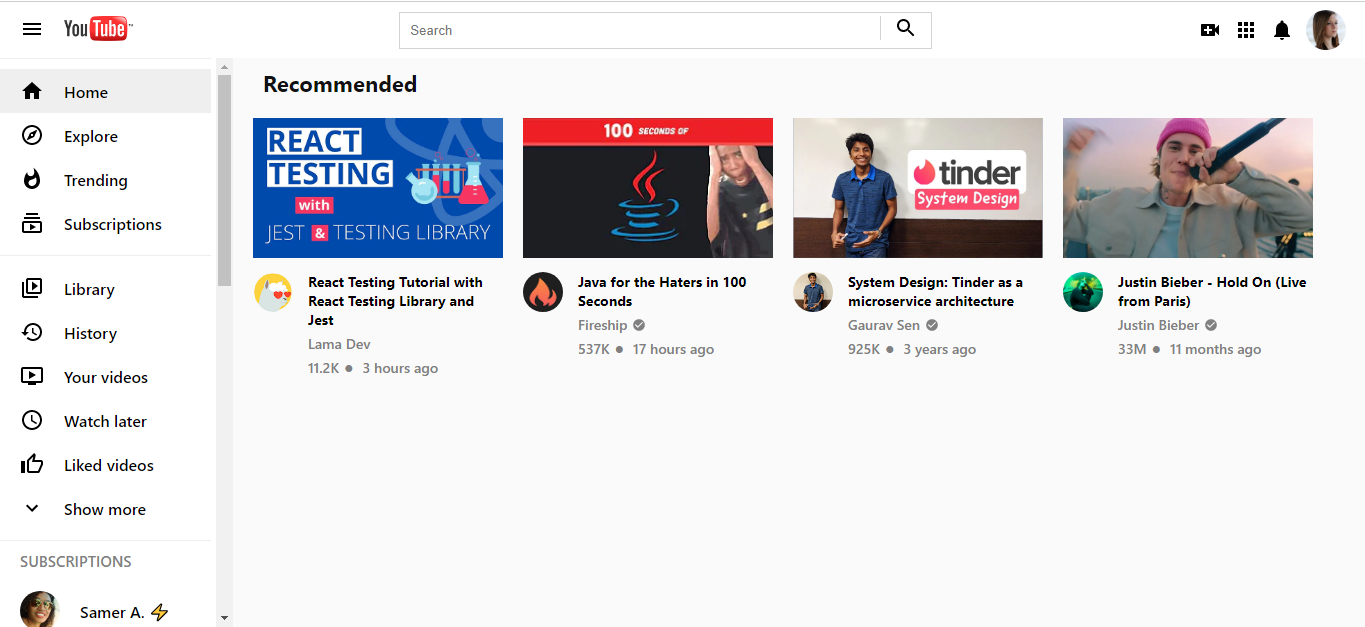 YouTube™
Search
Home
Explore
Trending
Subscriptions
Library
History
Your videos
Watch later
Liked videos
Show more
SUBSCRIPTIONS
Samer A. ⚡
Recommended
REACT
TESTING
with
JEST & TESTING LIBRARY
React Testing Tutorial with
React Testing Library and
Jest
Lama Dev
11.2K ● 3 hours ago
100 SECONDS OF
Java for the Haters in 100
Seconds
Fireship
537K ● 17 hours ago
tinder
System Design
System Design: Tinder as a
microservice architecture
Gaurav Sen
925K ● 3 years ago
Justin Bieber - Hold On (Live
from Paris)
Justin Bieber
33M ● 11 months ago